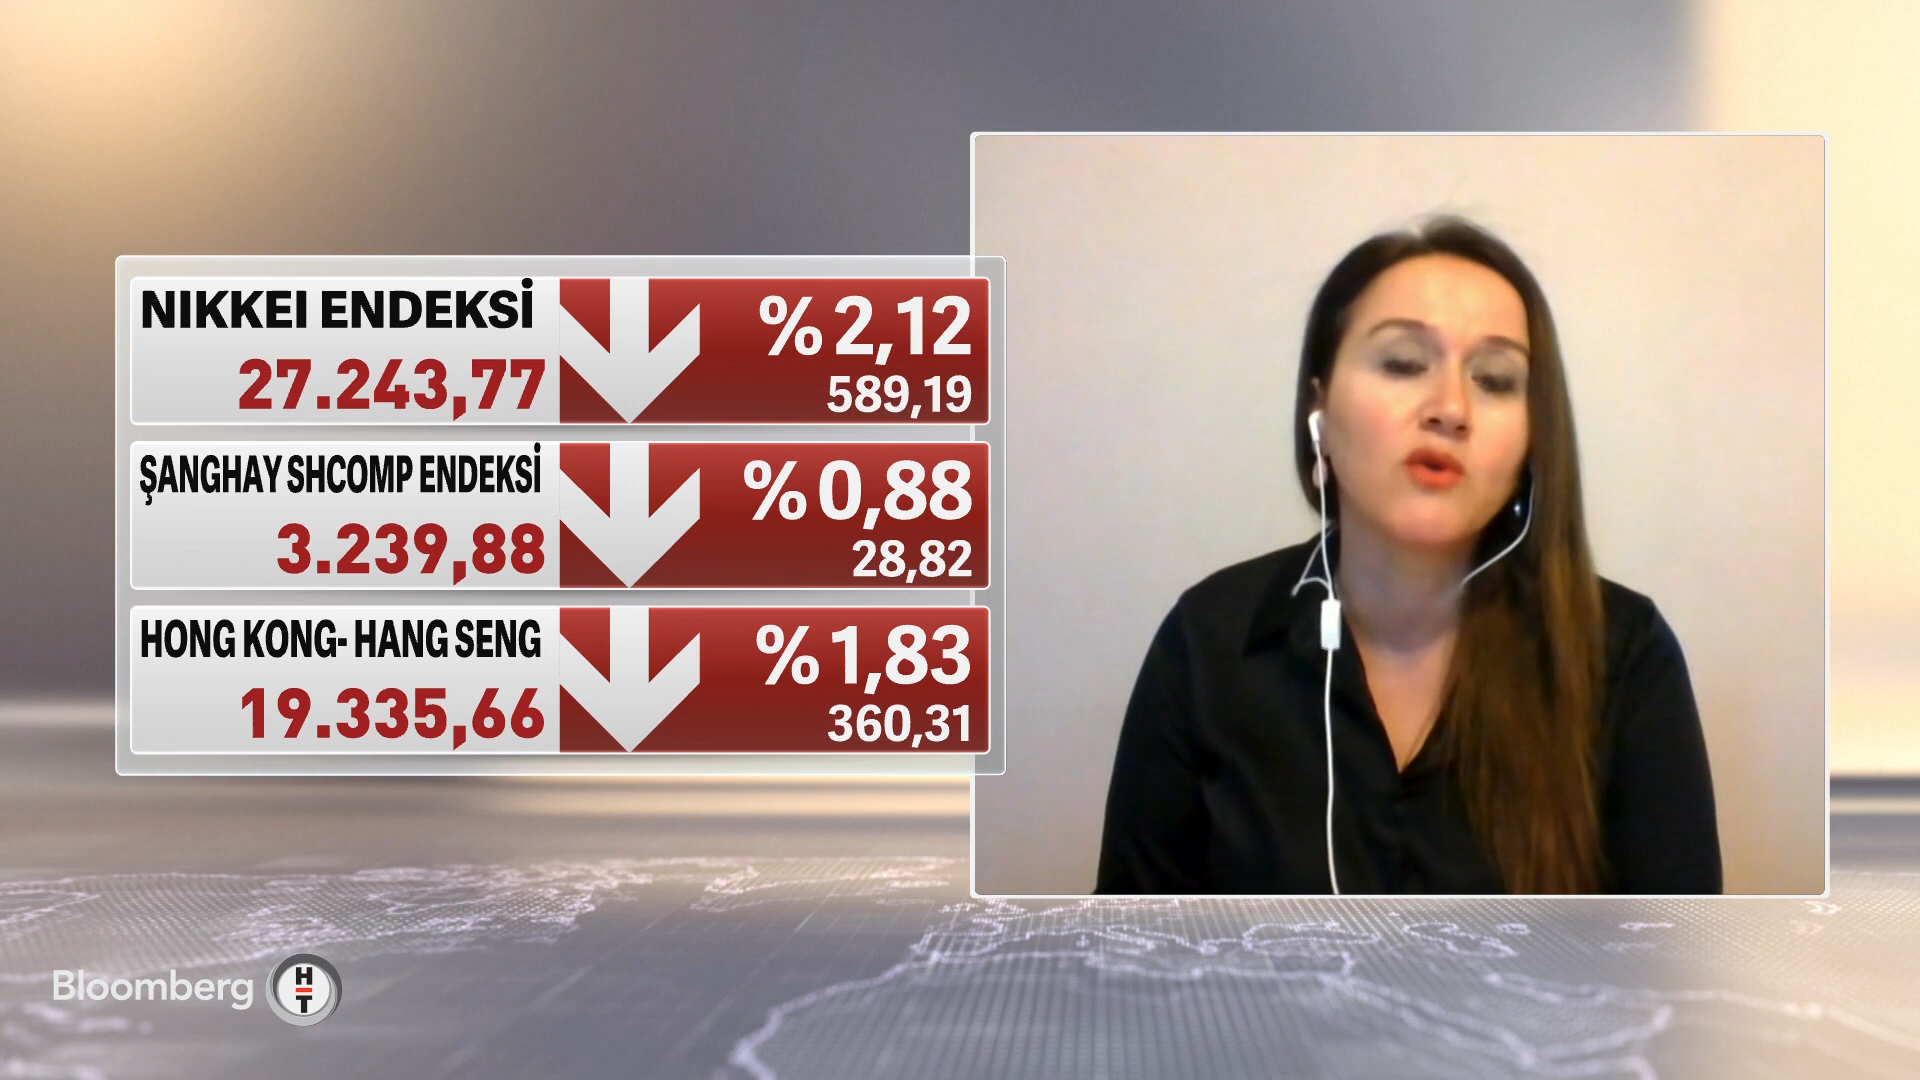 NIKKEI ENDEKSİ
27.243,77
%2,12
589,19
ŞANGHAY SHCOMP ENDEKSİ
3.239,88
%0,88
28,82
HONG KONG- HANG SENG
19.335,66
%1,83
360,31
Bloomberg HT